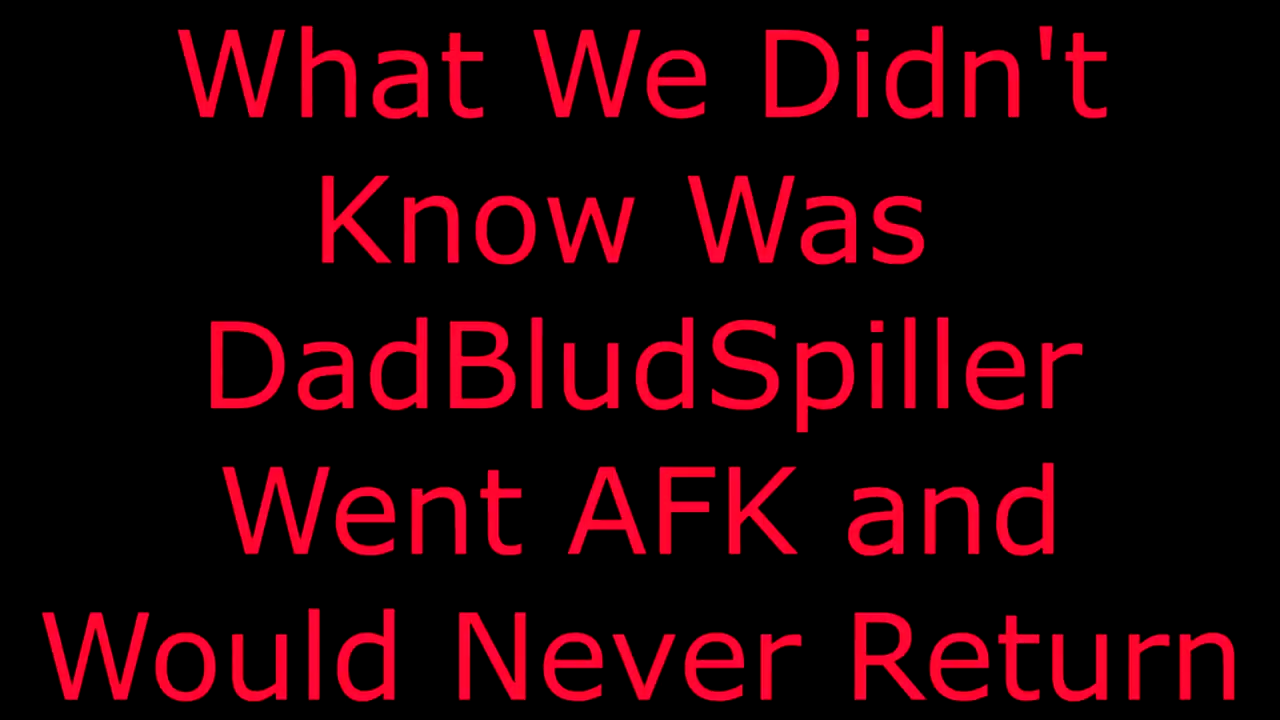 What We Didn't
Know Was
DadBludSpiller
Went AFK and
Would Never Return